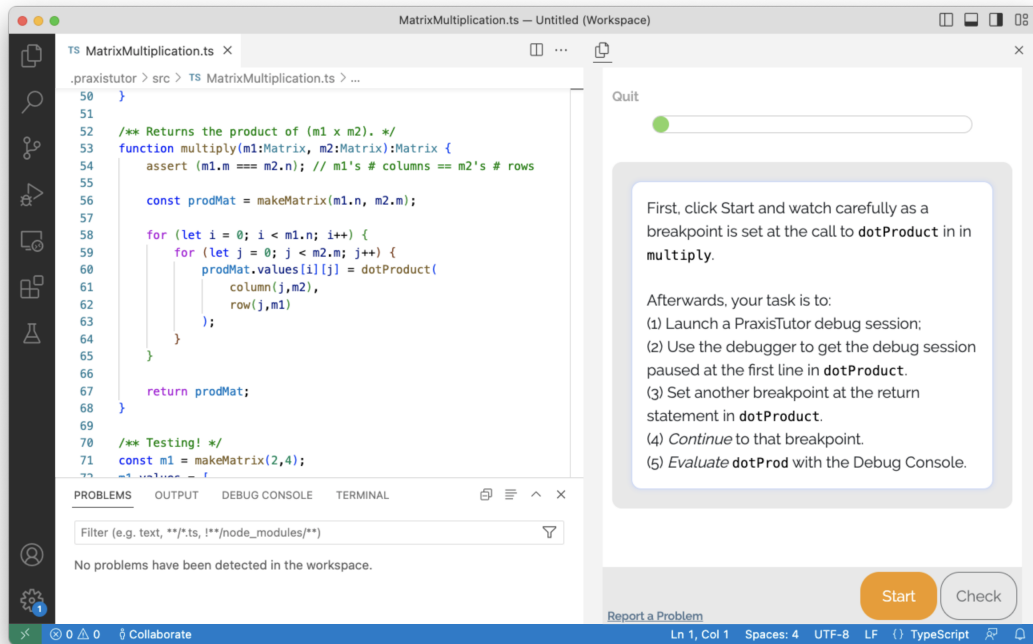 MatrixMultiplication.ts — Untitled (Workspace)
TS MatrixMultiplication.ts
.praxistutor > src > TS MatrixMultiplication.ts > ...
50 }
51
52 /** Returns the product of (m1 x m2). */
53 function multiply(m1:Matrix, m2:Matrix):Matrix {
54 assert (m1.m === m2.n); // m1's # columns == m2's # rows
55
56 const prodMat = makeMatrix(m1.n, m2.m);
57
58 for (let i = 0; i < m1.n; i++) {
59 for (let j = 0; j < m2.m; j++) {
60 prodMat.values[i][j] = dotProduct(
61 column(j,m2),
62 row(j,m1)
63 );
64 }
65 }
66
67 return prodMat;
68 }
69
70 /** Testing! */
71 const m1 = makeMatrix(2,4);
72 m1.values = [
PROBLEMS OUTPUT DEBUG CONSOLE TERMINAL
Filter (e.g. text, **/*.ts, !**/node_modules/**)
No problems have been detected in the workspace.
Quit
First, click Start and watch carefully as a
breakpoint is set at the call to dotProduct in in
multiply.
Afterwards, your task is to:
(1) Launch a PraxisTutor debug session;
(2) Use the debugger to get the debug session
paused at the first line in dotProduct.
(3) Set another breakpoint at the return
statement in dotProduct.
(4) Continue to that breakpoint.
(5) Evaluate dotProd with the Debug Console.
Report a Problem
Start
Check
1
0 0 Collaborate
Ln 1, Col 1 Spaces: 4 UTF-8 LF {} TypeScript